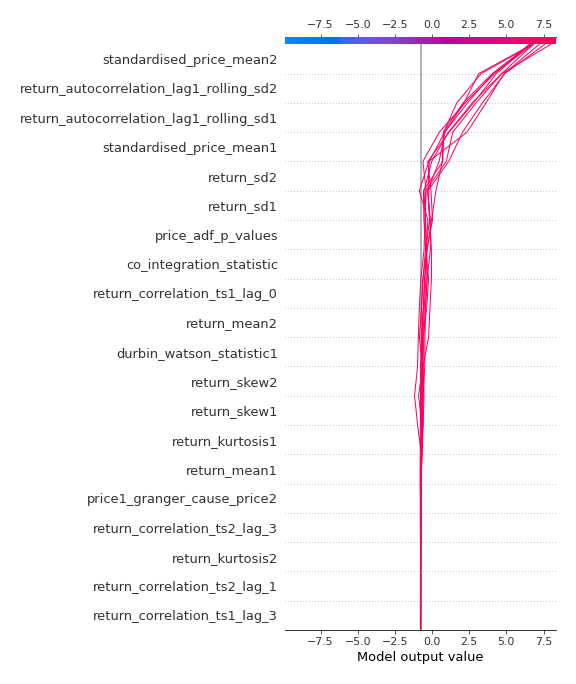 −7.5 −5.0 −2.5 0.0 2.5 5.0 7.5
standardised_price_mean2
return_autocorrelation_lag1_rolling_sd2
return_autocorrelation_lag1_rolling_sd1
standardised_price_mean1
return_sd2
return_sd1
price_adf_p_values
co_integration_statistic
return_correlation_ts1_lag_0
return_mean2
durbin_watson_statistic1
return_skew2
return_skew1
return_kurtosis1
return_mean1
price1_granger_cause_price2
return_correlation_ts2_lag_3
return_kurtosis2
return_correlation_ts2_lag_1
return_correlation_ts1_lag_3
−7.5 −5.0 −2.5 0.0 2.5 5.0 7.5
Model output value